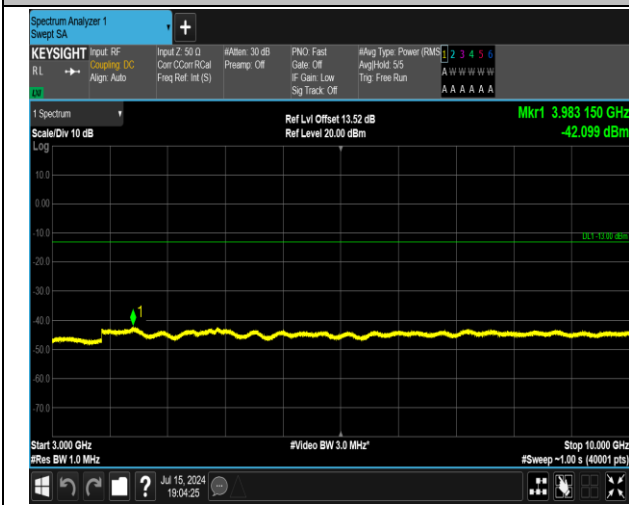 Spectrum Analyzer 1
Swept SA
+
KEYSIGHT
RL
LXI
Input: RF
Coupling: DC
Align: Auto
Input Z: 50 Ω
Corr CCorr RCal
Freq Ref: Int (S)
#Atten: 30 dB
Preamp: Off
PNO: Fast
Gate: Off
IF Gain: Low
Sig Track: Off
#Avg Type: Power (RMS
Avg|Hold: 5/5
Trig: Free Run
1 2 3 4 5 6
A W W W W W
A A A A A A
1 Spectrum
Scale/Div 10 dB
Log
Ref Lvl Offset 13.52 dB
Ref Level 20.00 dBm
Mkr1 3.983 150 GHz
-42.099 dBm
10.0
0.00
-10.0
DL1 -13.00 dBm
-20.0
-30.0
-40.0
1
-50.0
-60.0
-70.0
Start 3.000 GHz
#Video BW 3.0 MHz*
Stop 10.000 GHz
#Res BW 1.0 MHz
#Sweep ~1.00 s (40001 pts)
?
Jul 15, 2024
19:04:25